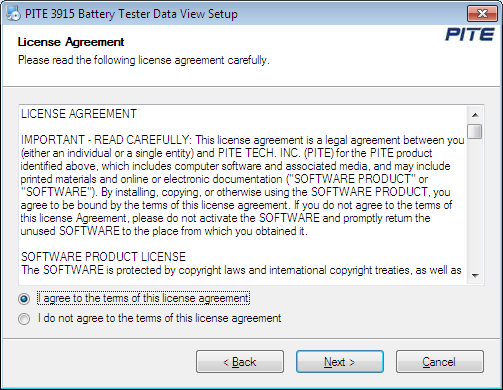 PITE 3915 Battery Tester Data View Setup
License Agreement
Please read the following license agreement carefully.
PITE
LICENSE AGREEMENT
IMPORTANT - READ CAREFULLY: This license agreement is a legal agreement between you
(either an individual or a single entity) and PITE TECH. INC. (PITE) for the PITE product
identified above, which includes computer software and associated media, and may include
printed materials and online or electronic documentation ("SOFTWARE PRODUCT" or
"SOFTWARE"). By installing, copying, or otherwise using the SOFTWARE PRODUCT, you
agree to be bound by the terms of this license agreement. If you do not agree to the terms of
this license Agreement, please do not activate the SOFTWARE and promptly return the
unused SOFTWARE to the place from which you obtained it.
SOFTWARE PRODUCT LICENSE
The SOFTWARE is protected by copyright laws and international copyright treaties, as well as
I agree to the terms of this license agreement
I do not agree to the terms of this license agreement
< Back
Next >
Cancel